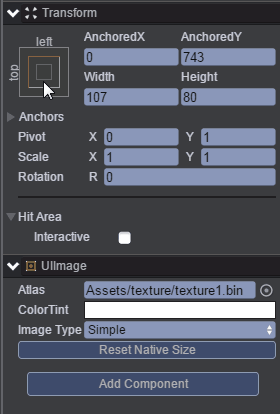 Transform
left
top
AnchoredX AnchoredY
0 743
Width Height
107 80
Anchors
Pivot X 0 Y 1
Scale X 1 Y 1
Rotation R 0
Hit Area
Interactive
UIImage
Atlas Assets/texture/texture1.bin
ColorTint
Image Type Simple
Reset Native Size
Add Component